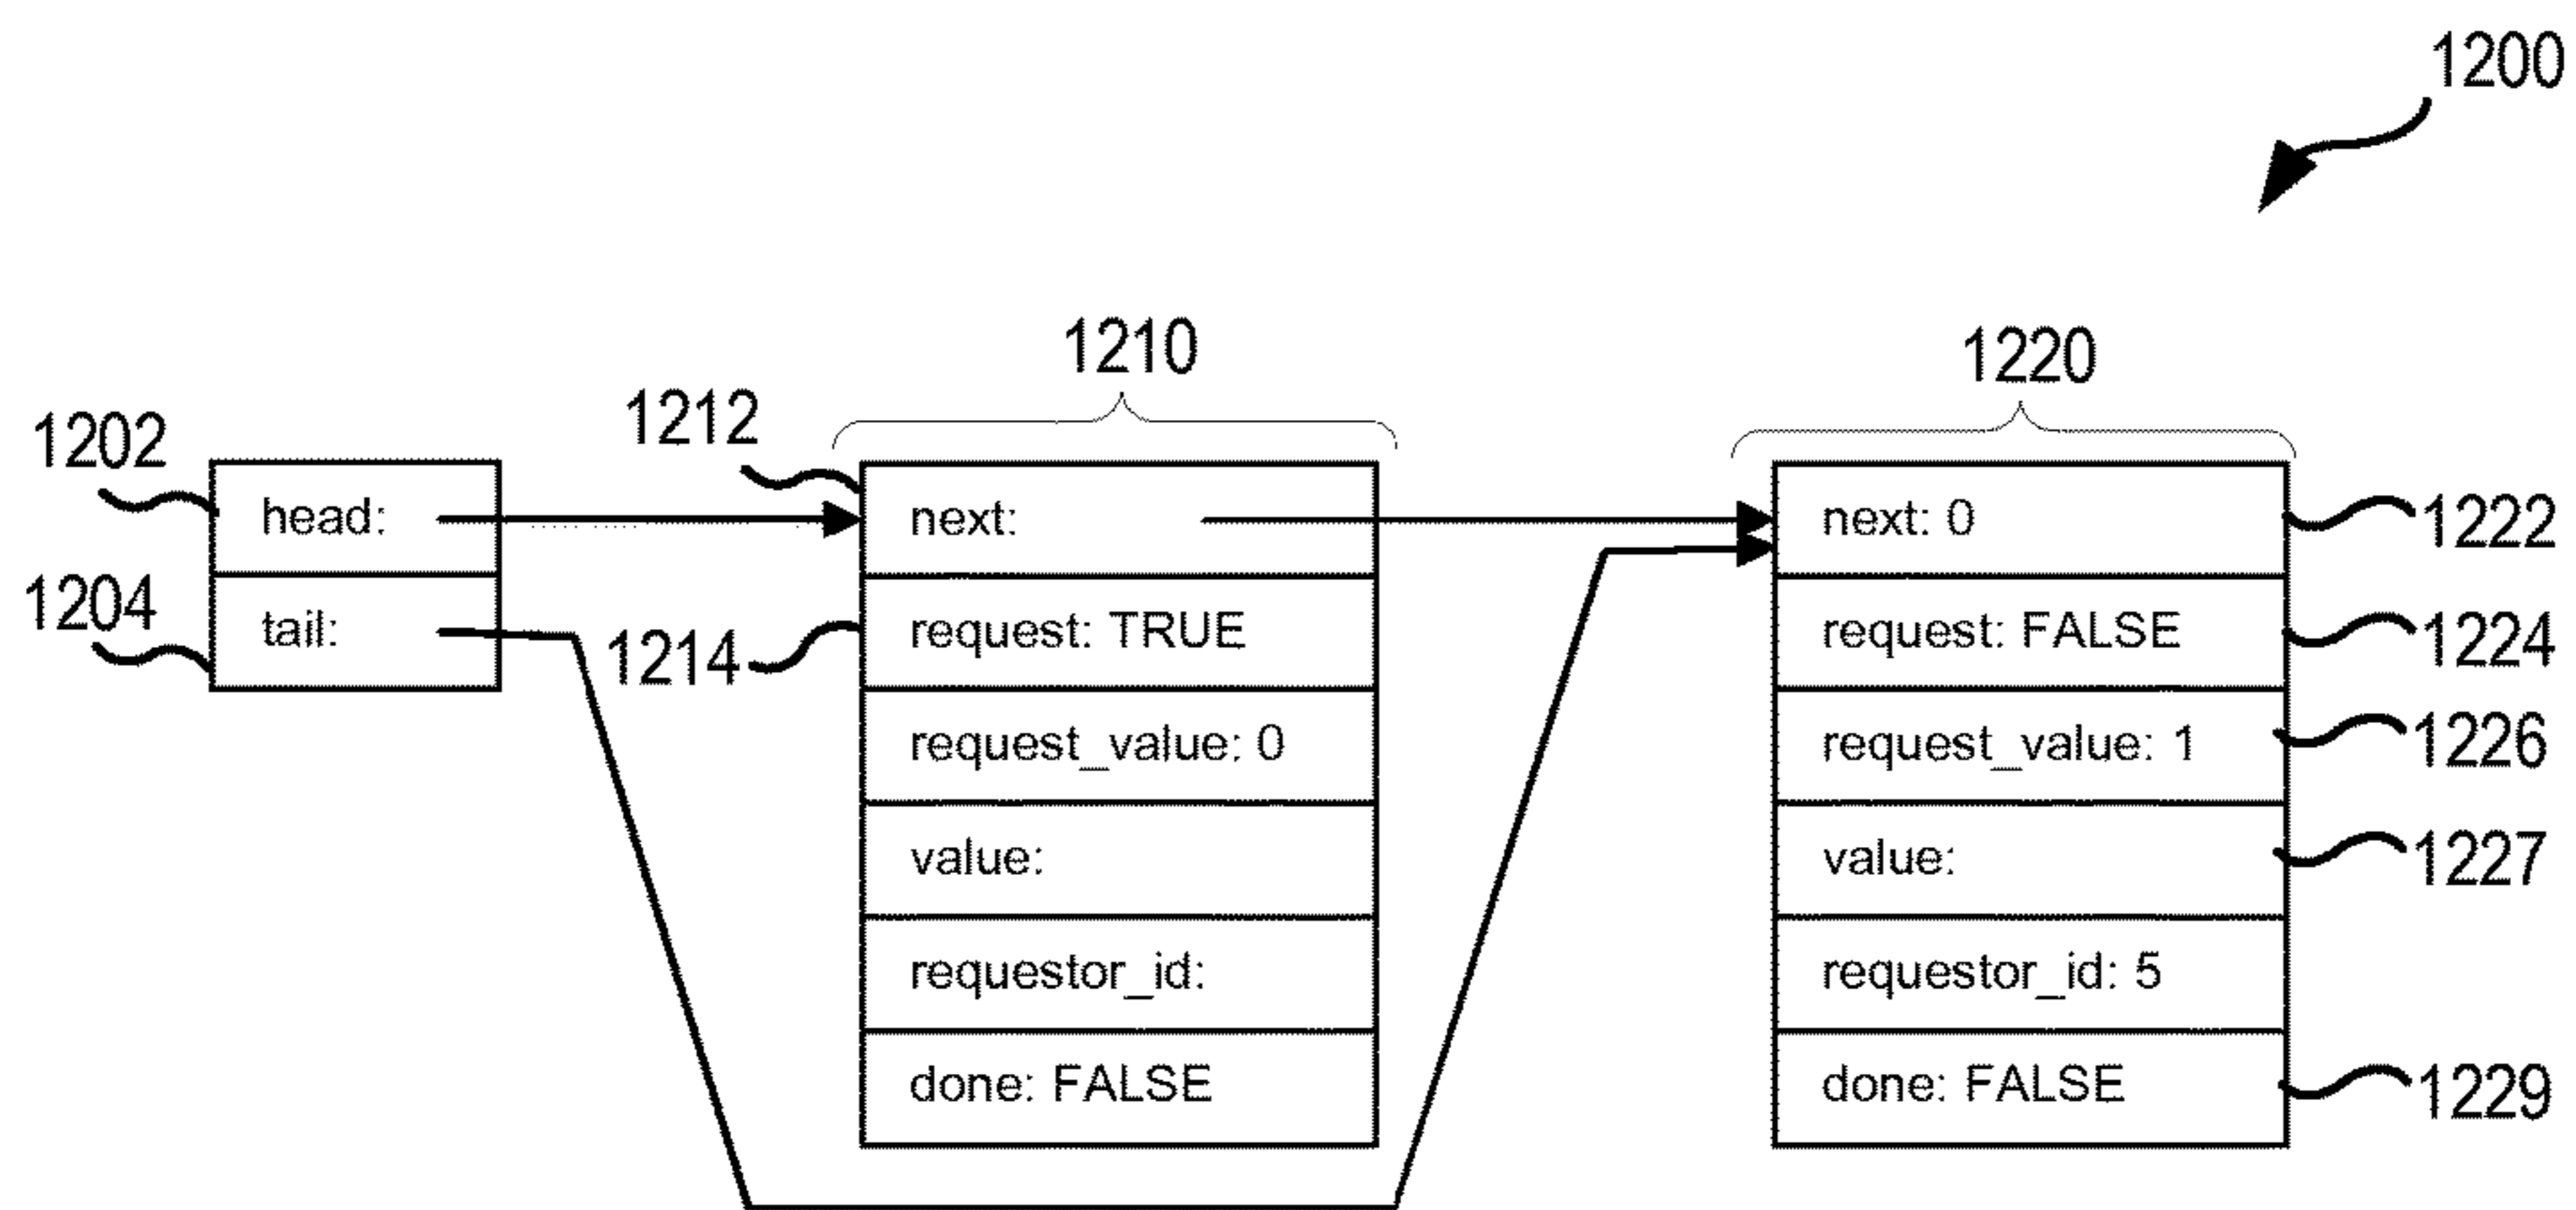 1200
1210
1220
1202
1212
head:
next:
next: 0
1222
1204
tail:
1214
request: TRUE
request: FALSE
1224
request_value: 0
request_value: 1
1226
value:
value:
1227
requestor_id:
requestor_id: 5
done: FALSE
done: FALSE
1229